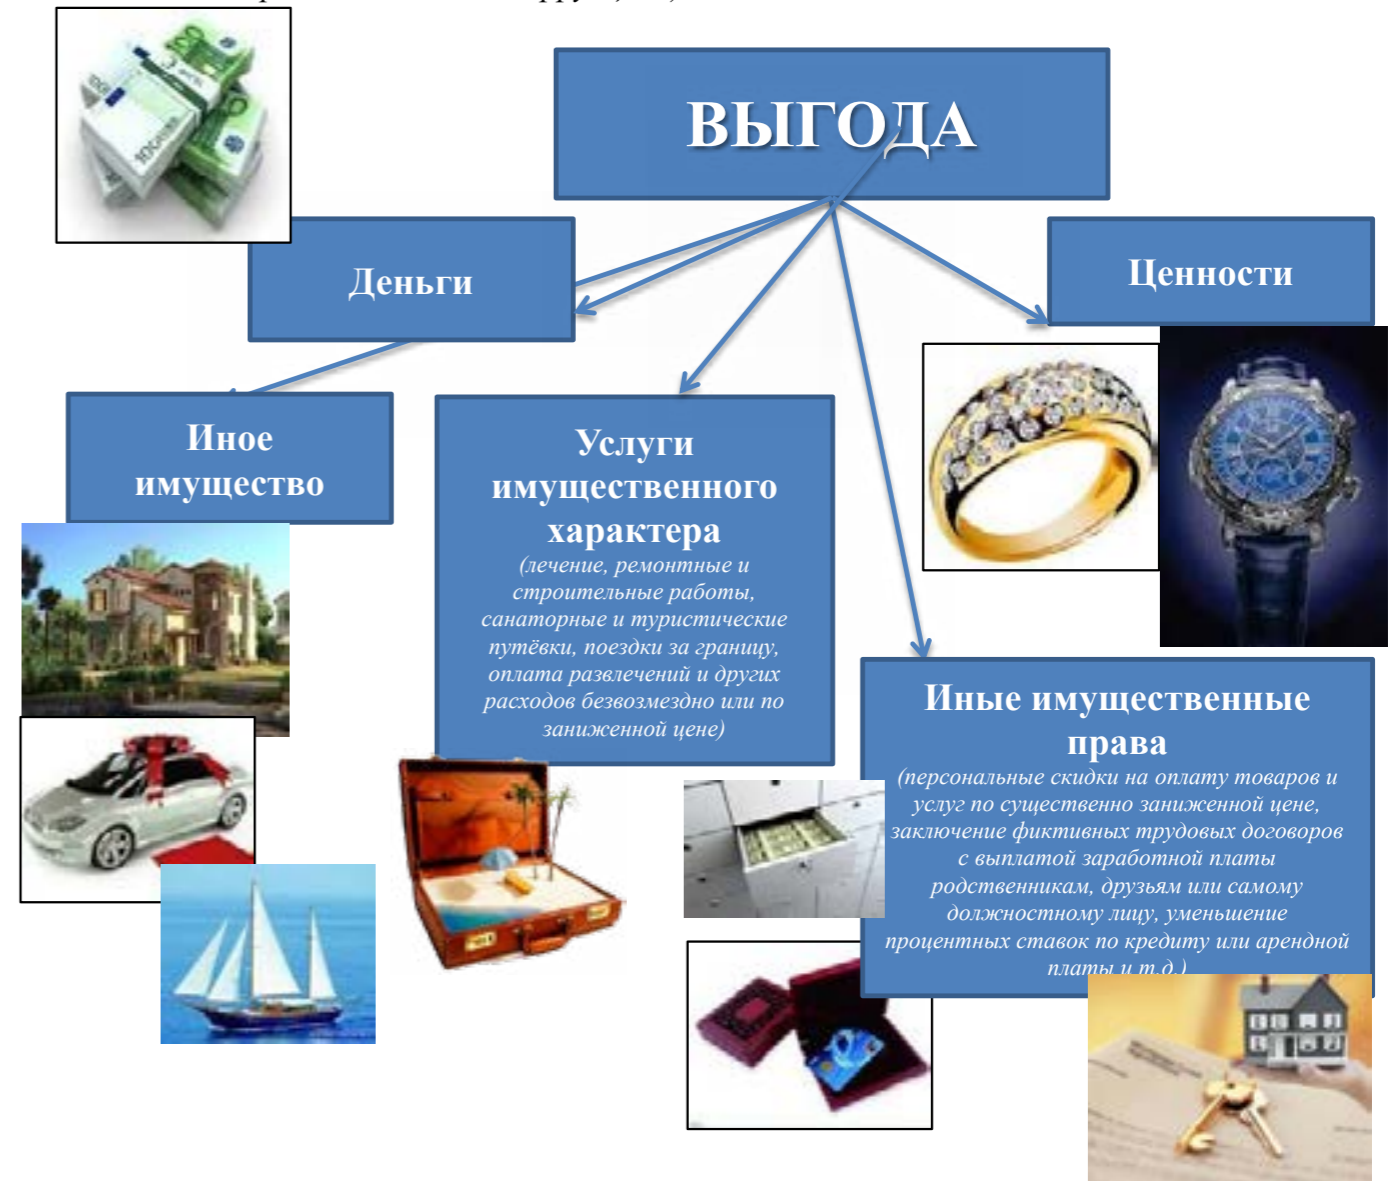 ВЫГОДА
Деньги
Ценности
Иное
имущество
Услуги
имущественного
характера
(лечение, ремонтные и
строительные работы,
санаторные и туристические
путёвки, поездки за границу,
оплата развлечений и других
расходов безвозмездно или по
заниженной цене)
Иные имущественные
права
(персональные скидки на оплату товаров и
услуг по существенно заниженной цене,
заключение фиктивных трудовых договоров
с выплатой заработной платы
родственникам, друзьям или самому
должностному лицу, уменьшение
процентных ставок по кредиту или арендной
платы и т.д.)
100